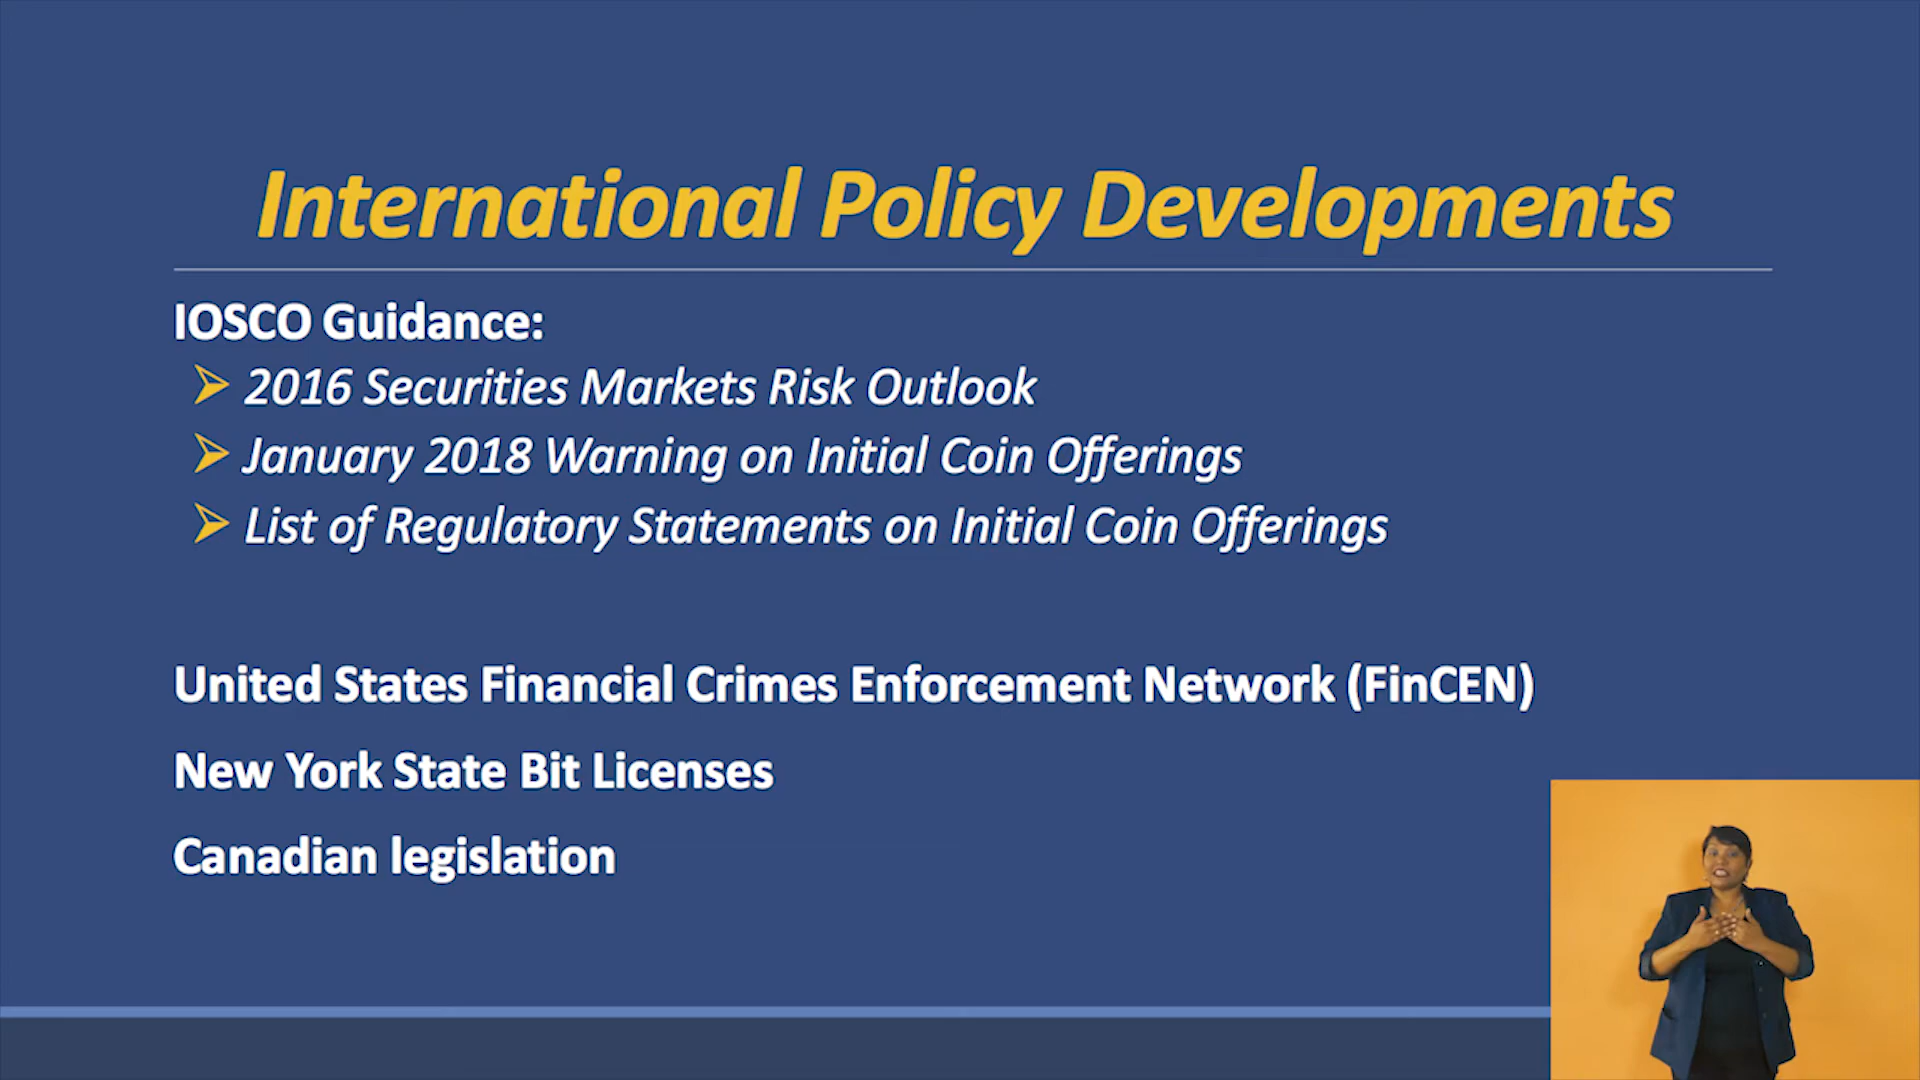 International Policy Developments
IOSCO Guidance:
2016 Securities Markets Risk Outlook
January 2018 Warning on Initial Coin Offerings
List of Regulatory Statements on Initial Coin Offerings
United States Financial Crimes Enforcement Network (FinCEN)
New York State Bit Licenses
Canadian legislation